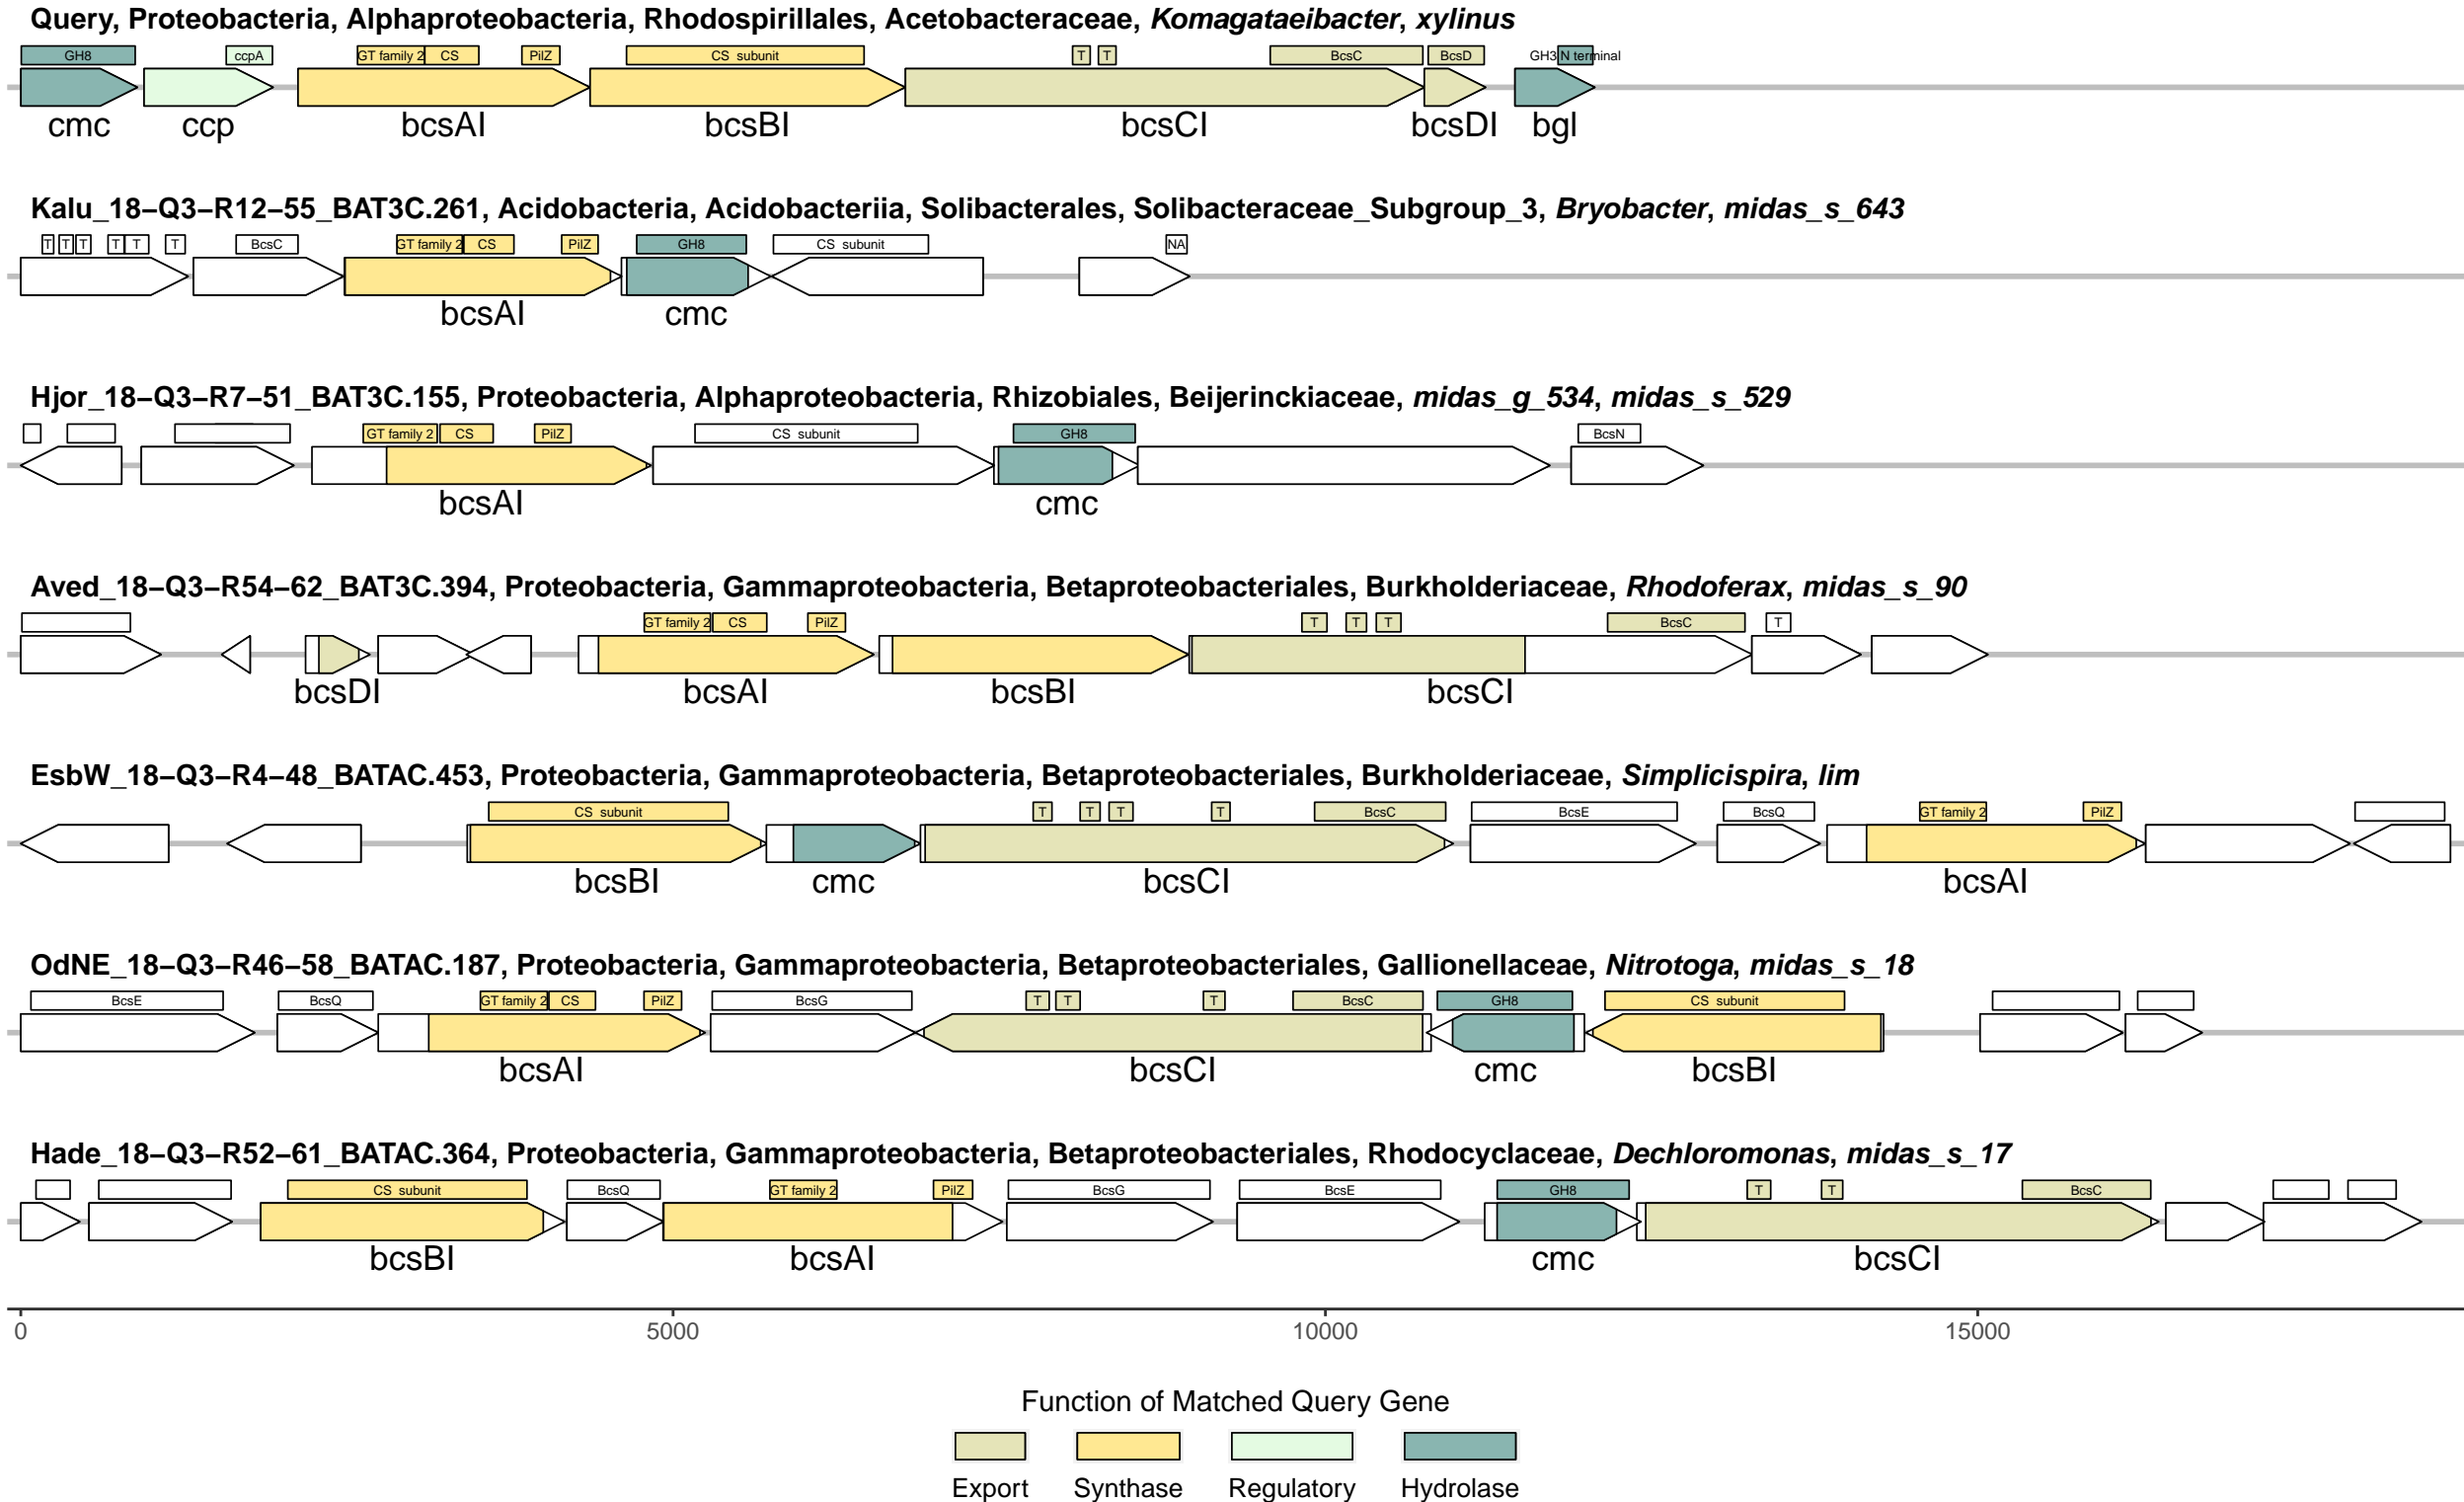 Query, Proteobacteria, Alphaproteobacteria, Rhodospirillales, Acetobacteraceae, Komagataeibacter, xylinus
GH8 ccpA GT family 2 CS PilZ CS subunit T T BcsC BcsD GH3 N terminal
cmc ccp bcsAI bcsBI bcsCI bcsDI bgl
Kalu_18−Q3−R12−55_BAT3C.261, Acidobacteria, Acidobacteriia, Solibacterales, Solibacteraceae_Subgroup_3, Bryobacter, midas_s_643
T T T T T T BcsC GT family 2 CS PilZ GH8 CS subunit NA
bcsAI cmc
Hjor_18−Q3−R7−51_BAT3C.155, Proteobacteria, Alphaproteobacteria, Rhizobiales, Beijerinckiaceae, midas_g_534, midas_s_529
GT family 2 CS PilZ CS subunit GH8 BcsN
bcsAI cmc
Aved_18−Q3−R54−62_BAT3C.394, Proteobacteria, Gammaproteobacteria, Betaproteobacteriales, Burkholderiaceae, Rhodoferax, midas_s_90
GT family 2 CS PilZ T T T BcsC T
bcsDI bcsAI bcsBI bcsCI
EsbW_18−Q3−R4−48_BATAC.453, Proteobacteria, Gammaproteobacteria, Betaproteobacteriales, Burkholderiaceae, Simplicispira, lim
CS subunit T T T T BcsC BcsE BcsQ GT family 2 PilZ
bcsBI cmc bcsCI bcsAI
OdNE_18−Q3−R46−58_BATAC.187, Proteobacteria, Gammaproteobacteria, Betaproteobacteriales, Gallionellaceae, Nitrotoga, midas_s_18
BcsE BcsQ GT family 2 CS PilZ BcsG T T T BcsC GH8 CS subunit
bcsAI bcsCI cmc bcsBI
Hade_18−Q3−R52−61_BATAC.364, Proteobacteria, Gammaproteobacteria, Betaproteobacteriales, Rhodocyclaceae, Dechloromonas, midas_s_17
CS subunit BcsQ GT family 2 PilZ BcsG BcsE GH8 T T BcsC
bcsBI bcsAI cmc bcsCI
0 5000 10000 15000
Function of Matched Query Gene
Export Synthase Regulatory Hydrolase